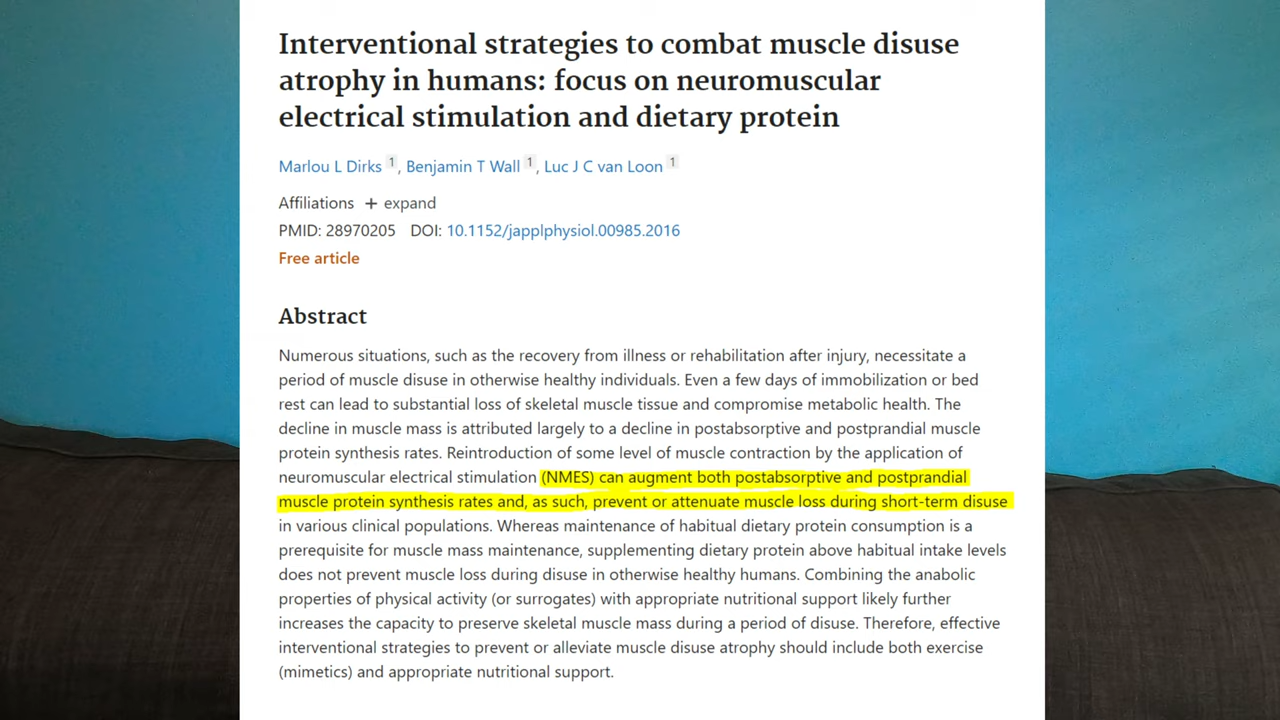 Interventional strategies to combat muscle disuse
atrophy in humans: focus on neuromuscular
electrical stimulation and dietary protein
Marlou L Dirks 1, Benjamin T Wall 1, Luc J C van Loon 1
Affiliations + expand
PMID: 28970205 DOI: 10.1152/japplphysiol.00985.2016
Free article
Abstract
Numerous situations, such as the recovery from illness or rehabilitation after injury, necessitate a
period of muscle disuse in otherwise healthy individuals. Even a few days of immobilization or bed
rest can lead to substantial loss of skeletal muscle tissue and compromise metabolic health. The
decline in muscle mass is attributed largely to a decline in postabsorptive and postprandial muscle
protein synthesis rates. Reintroduction of some level of muscle contraction by the application of
neuromuscular electrical stimulation (NMES) can augment both postabsorptive and postprandial
muscle protein synthesis rates and, as such, prevent or attenuate muscle loss during short-term disuse
in various clinical populations. Whereas maintenance of habitual dietary protein consumption is a
prerequisite for muscle mass maintenance, supplementing dietary protein above habitual intake levels
does not prevent muscle loss during disuse in otherwise healthy humans. Combining the anabolic
properties of physical activity (or surrogates) with appropriate nutritional support likely further
increases the capacity to preserve skeletal muscle mass during a period of disuse. Therefore, effective
interventional strategies to prevent or alleviate muscle disuse atrophy should include both exercise
(mimetics) and appropriate nutritional support.